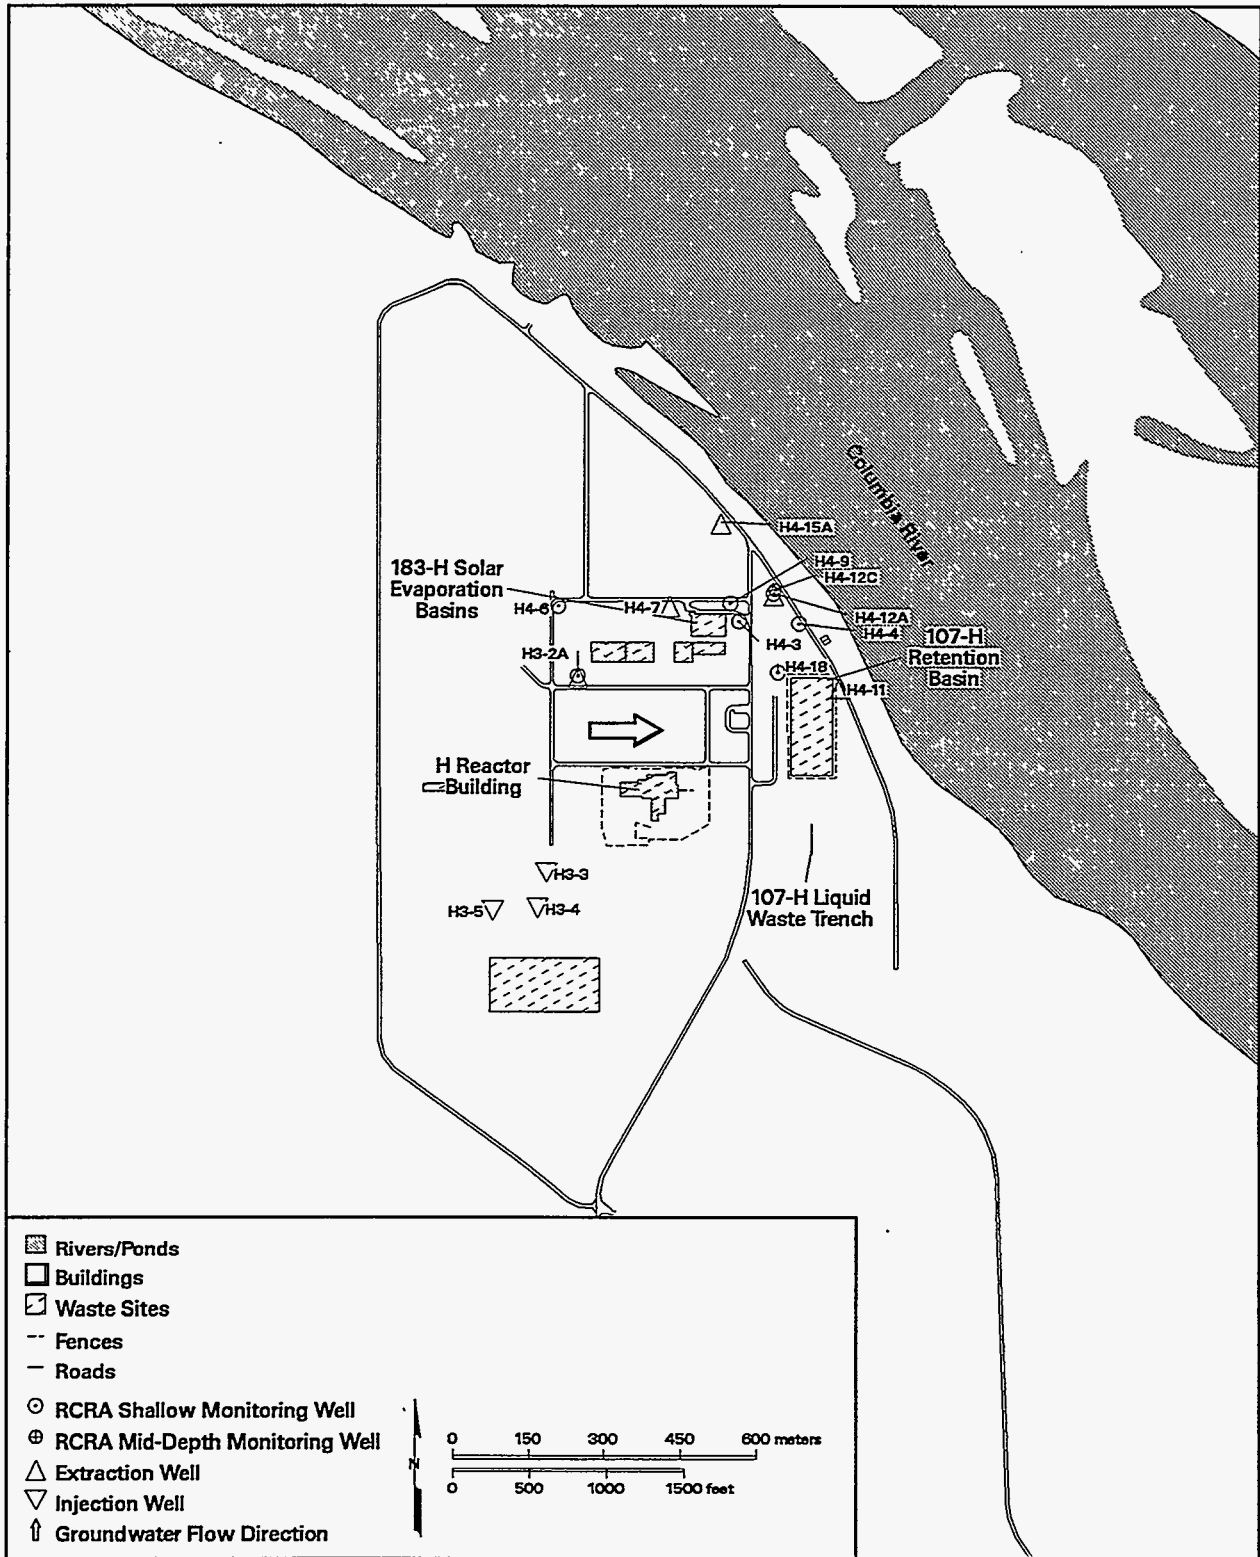 Columbia River
H4-15A
H4-9
H4-12C
183-H Solar
Evaporation
Basins
H4-6
H4-7
H4-12A
H4-4
H4-3
107-H
Retention
Basin
H3-2A
H4-18
H4-11
H Reactor
Building
H3-3
H3-5
H3-4
107-H Liquid
Waste Trench
Rivers/Ponds
Buildings
Waste Sites
Fences
Roads
RCRA Shallow Monitoring Well
RCRA Mid-Depth Monitoring Well
Extraction Well
Injection Well
Groundwater Flow Direction
N
0 150 300 450 600 meters
0 500 1000 1500 feet